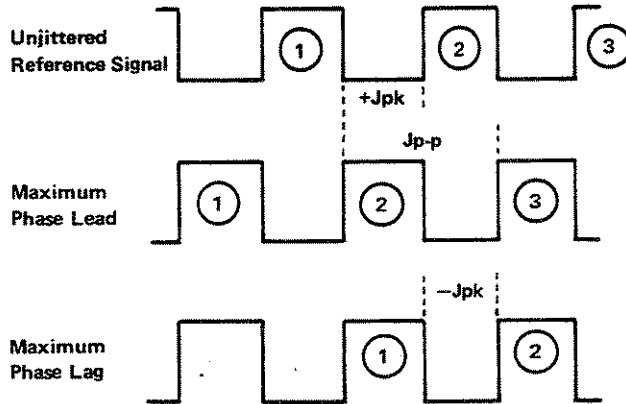 Unjittered
Reference Signal
1
2
3
+Jpk
Jp-p
Maximum
Phase Lead
1
2
3
—Jpk
Maximum
Phase Lag
1
2